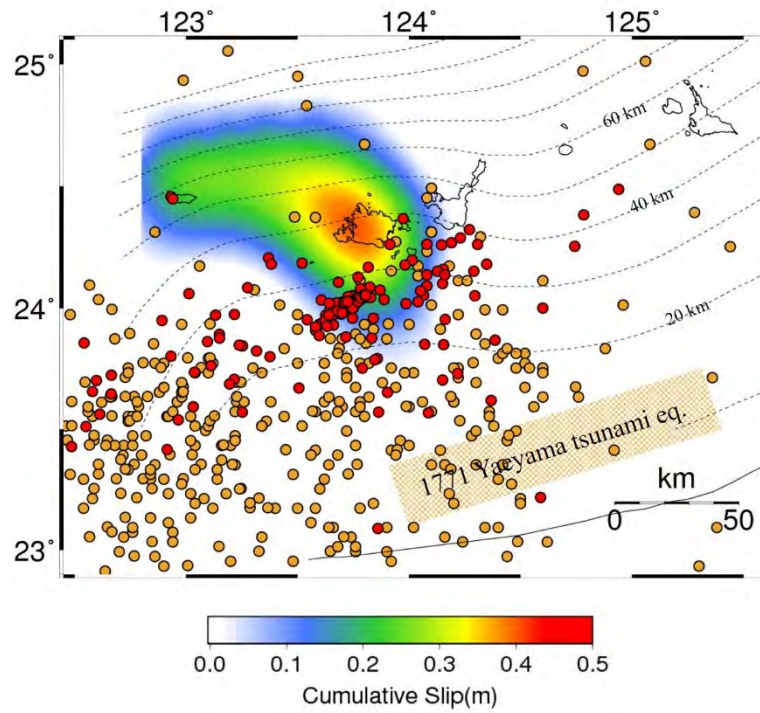 123° 124° 125°
25°
60 km
40 km
24°
20 km
1771 Yaeyama tsunami eq.
km
0 50
23°
0.0 0.1 0.2 0.3 0.4 0.5
Cumulative Slip(m)